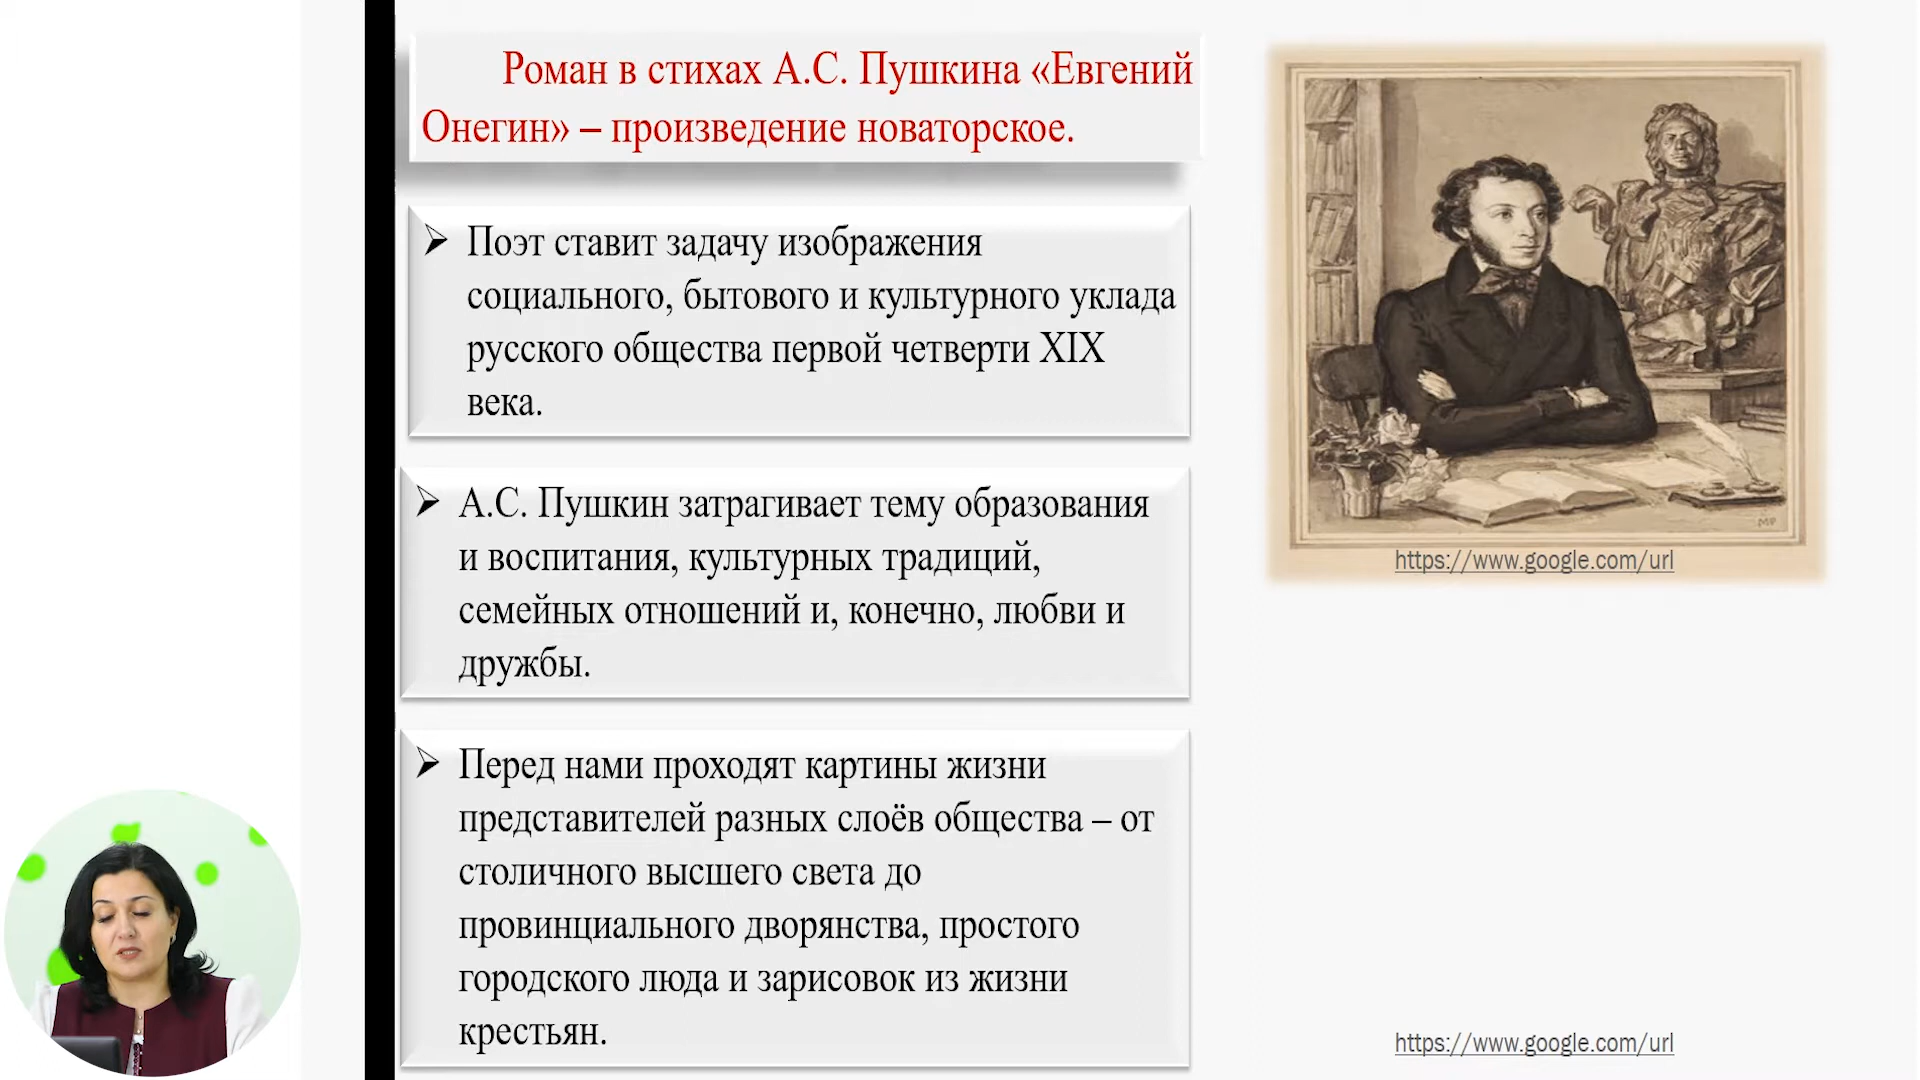 Роман в стихах А.С. Пушкина «Евгений
Онегин» – произведение новаторское.
➢ Поэт ставит задачу изображения
социального, бытового и культурного уклада
русского общества первой четверти XIX
века.
➢ А.С. Пушкин затрагивает тему образования
и воспитания, культурных традиций,
семейных отношений и, конечно, любви и
дружбы.
➢ Перед нами проходят картины жизни
представителей разных слоёв общества – от
столичного высшего света до
провинциального дворянства, простого
городского люда и зарисовок из жизни
крестьян.
https://www.google.com/url
https://www.google.com/url